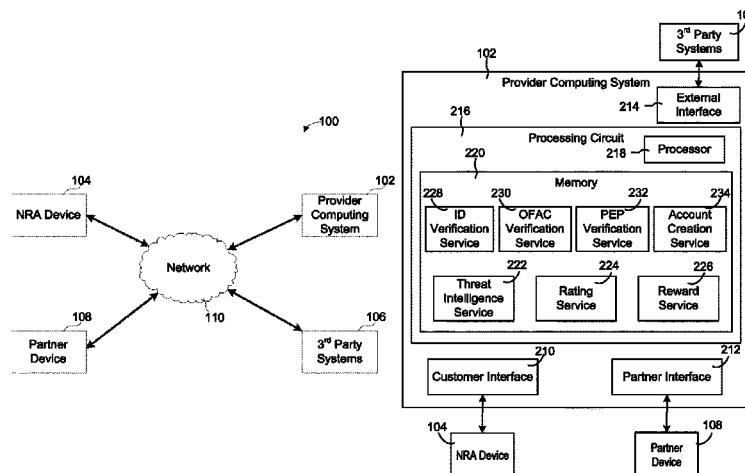 100
104
NRA Device
102
Provider
Computing
System
Network
110
108
Partner
Device
106
3rd Party
Systems
3rd Party
Systems
102
Provider Computing System
214
External
Interface
216
Processing Circuit
218
Processor
220
Memory
228
ID
Verification
Service
230
OFAC
Verification
Service
232
PEP
Verification
Service
234
Account
Creation
Service
222
Threat
Intelligence
Service
224
Rating
Service
226
Reward
Service
210
Customer Interface
212
Partner Interface
104
NRA Device
108
Partner
Device